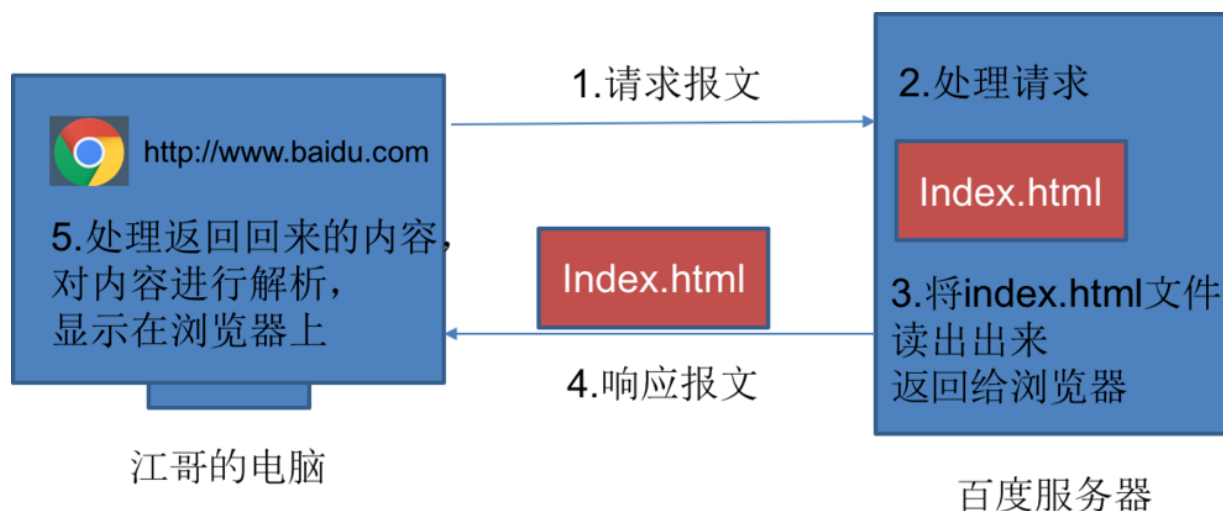 1.请求报文
2.处理请求
http://www.baidu.com
Index.html
5.处理返回回来的内容，
对内容进行解析，
显示在浏览器上
Index.html
3.将index.html文件
读出出来
返回给浏览器
4.响应报文
江哥的电脑
百度服务器